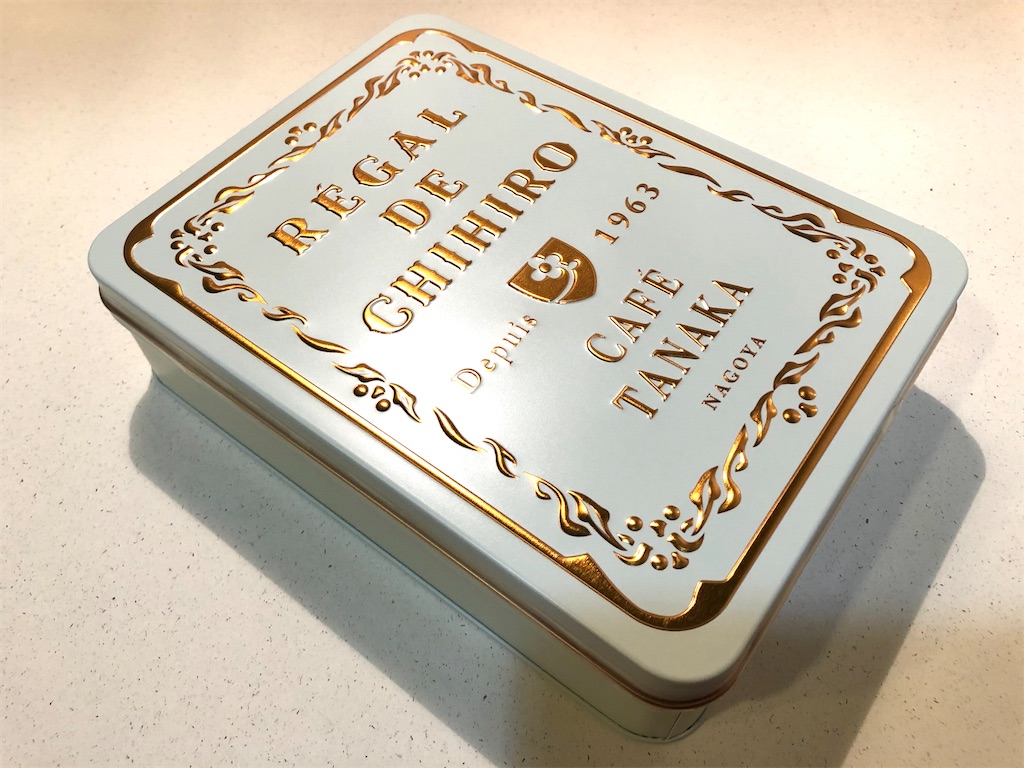 RÉGAL
DE
CHIHIRO
Depuis 1963
CAFÉ
TANAKA
NAGOYA